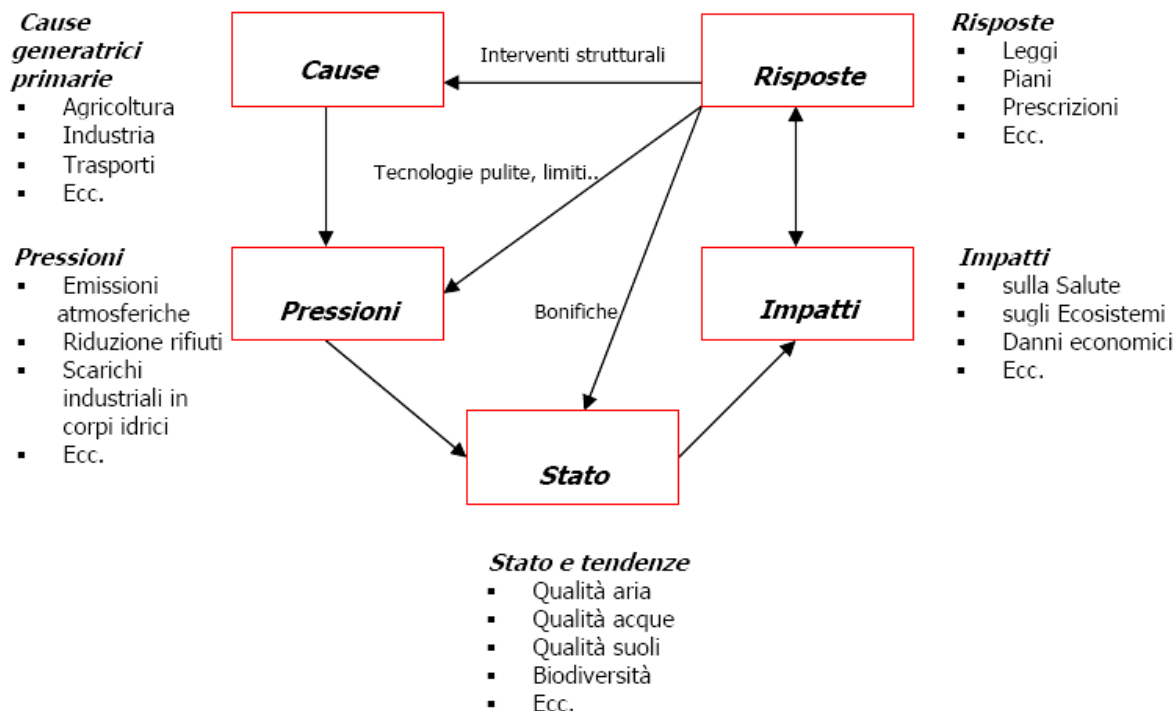 Cause
generatrici
primarie
▪ Agricoltura
▪ Industria
▪ Trasporti
▪ Ecc.
Cause
Interventi strutturali
Risposte
Risposte
▪ Leggi
▪ Piani
▪ Prescrizioni
▪ Ecc.
Tecnologie pulite, limiti..
Pressioni
▪ Emissioni
atmosferiche
▪ Riduzione rifiuti
▪ Scarichi
industriali in
corpi idrici
▪ Ecc.
Pressioni
Bonifiche
Impatti
Impatti
▪ sulla Salute
▪ sugli Ecosistemi
▪ Danni economici
▪ Ecc.
Stato
Stato e tendenze
▪ Qualità aria
▪ Qualità acque
▪ Qualità suoli
▪ Biodiversità
▪ Ecc.